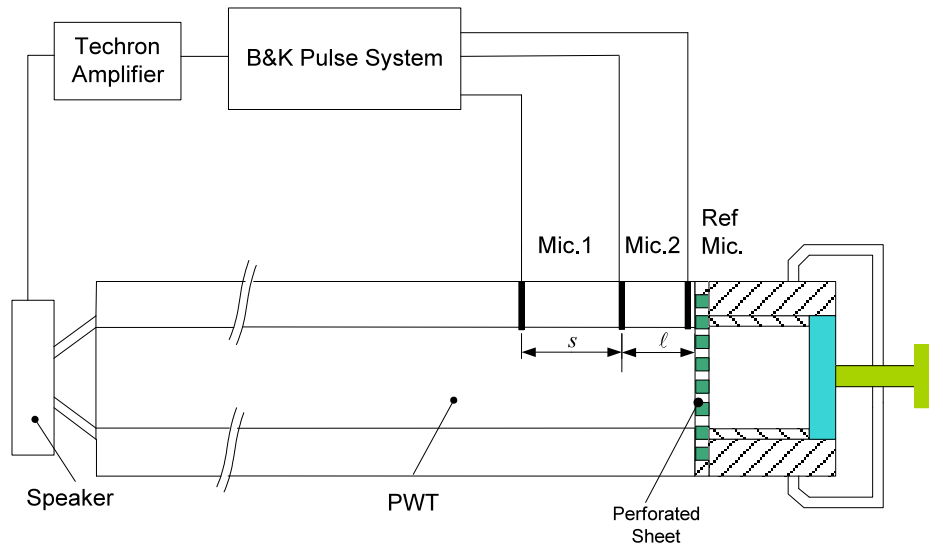 Techron
Amplifier
B&K Pulse System
Ref
Mic.
Mic.1
Mic.2
s
ℓ
Speaker
PWT
Perforated
Sheet